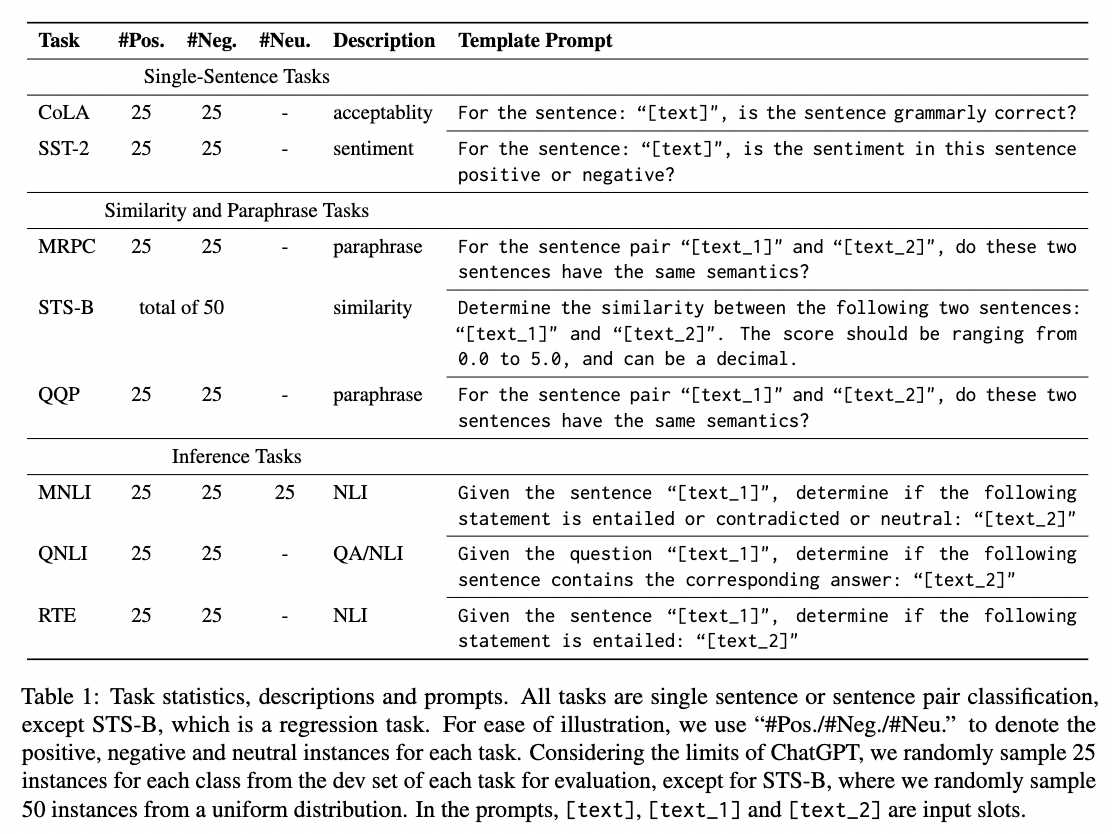 Task #Pos. #Neg. #Neu. Description Template Prompt
Single-Sentence Tasks
CoLA 25 25 - acceptablity For the sentence: “[text]”, is the sentence grammarly correct?
SST-2 25 25 - sentiment For the sentence: “[text]”, is the sentiment in this sentence
positive or negative?
Similarity and Paraphrase Tasks
MRPC 25 25 - paraphrase For the sentence pair “[text_1]” and “[text_2]”, do these two
sentences have the same semantics?
STS-B total of 50 similarity Determine the similarity between the following two sentences:
“[text_1]” and “[text_2]”. The score should be ranging from
0.0 to 5.0, and can be a decimal.
QQP 25 25 - paraphrase For the sentence pair “[text_1]” and “[text_2]”, do these two
sentences have the same semantics?
Inference Tasks
MNLI 25 25 25 NLI Given the sentence “[text_1]”, determine if the following
statement is entailed or contradicted or neutral: “[text_2]”
QNLI 25 25 - QA/NLI Given the question “[text_1]”, determine if the following
sentence contains the corresponding answer: “[text_2]”
RTE 25 25 - NLI Given the sentence “[text_1]”, determine if the following
statement is entailed: “[text_2]”
Table 1: Task statistics, descriptions and prompts. All tasks are single sentence or sentence pair classification,
except STS-B, which is a regression task. For ease of illustration, we use “#Pos./#Neg./#Neu.” to denote the
positive, negative and neutral instances for each task. Considering the limits of ChatGPT, we randomly sample 25
instances for each class from the dev set of each task for evaluation, except for STS-B, where we randomly sample
50 instances from a uniform distribution. In the prompts, [text], [text_1] and [text_2] are input slots.